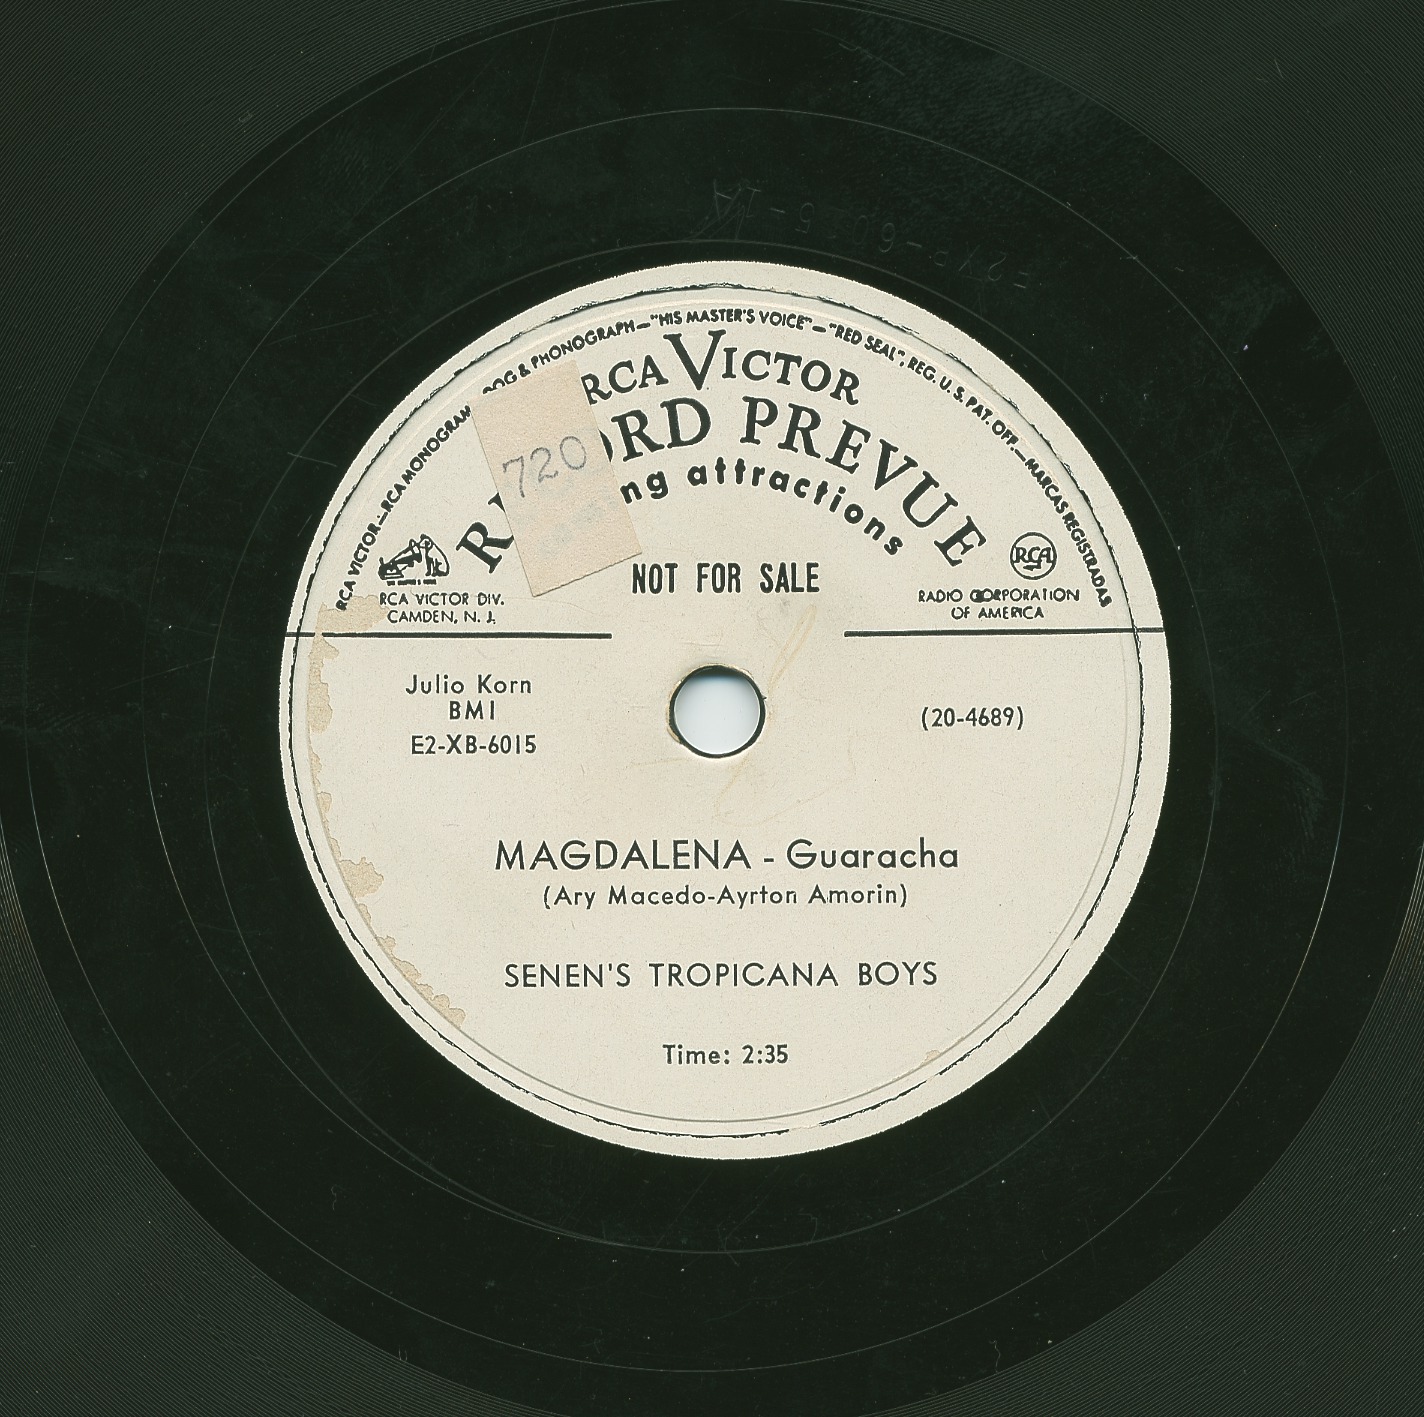 RCA VICTOR.—RCA MONOGRAM DOG & PHONOGRAPH—"HIS MASTER'S VOICE"—"RED SEAL", REG. U. S. PAT. OFF.—MARCAS REGISTRADAS
RCA VICTOR
ORD PREVUE
ng attractions
720
NOT FOR SALE
RCA VICTOR DIV.
CAMDEN, N. J.
RCA
RADIO CORPORATION
OF AMERICA
Julio Korn
BMI
E2-XB-6015
(20-4689)
MAGDALENA - Guaracha
(Ary Macedo-Ayrton Amorin)
SENEN'S TROPICANA BOYS
Time: 2:35